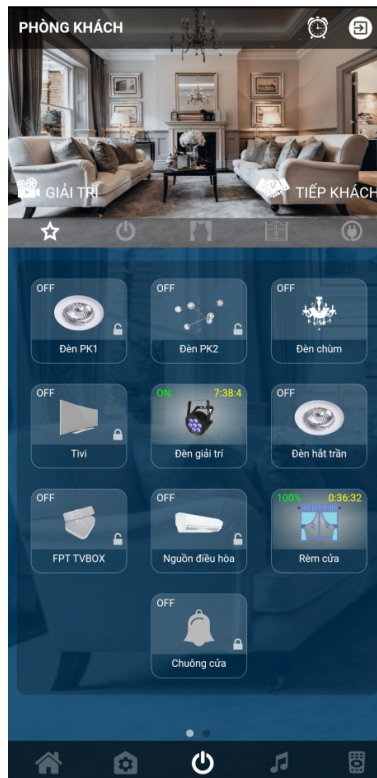 PHÒNG KHÁCH
GIẢI TRÍ
TIẾP KHÁCH
OFF
Đèn PK1
OFF
Đèn PK2
OFF
Đèn chùm
OFF
Tivi
ON 7:38:4
Đèn giải trí
OFF
Đèn hắt trần
OFF
FPT TVBOX
OFF
Nguồn điều hòa
100% 0:36:32
Rèm cửa
OFF
Chuông cửa